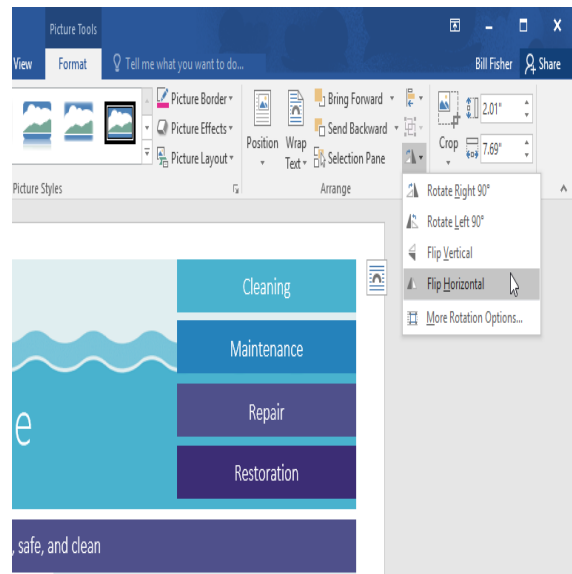 Picture Tools
View Format Tell me what you want to do... Bill Fisher Share
Picture Border
Picture Effects
Picture Layout
Position
Wrap Text
Bring Forward
Send Backward
Selection Pane
Crop
2.01"
7.69"
Picture Styles Arrange
Rotate Right 90°
Rotate Left 90°
Flip Vertical
Flip Horizontal
More Rotation Options...
Cleaning
Maintenance
Repair
Restoration
e
, safe, and clean